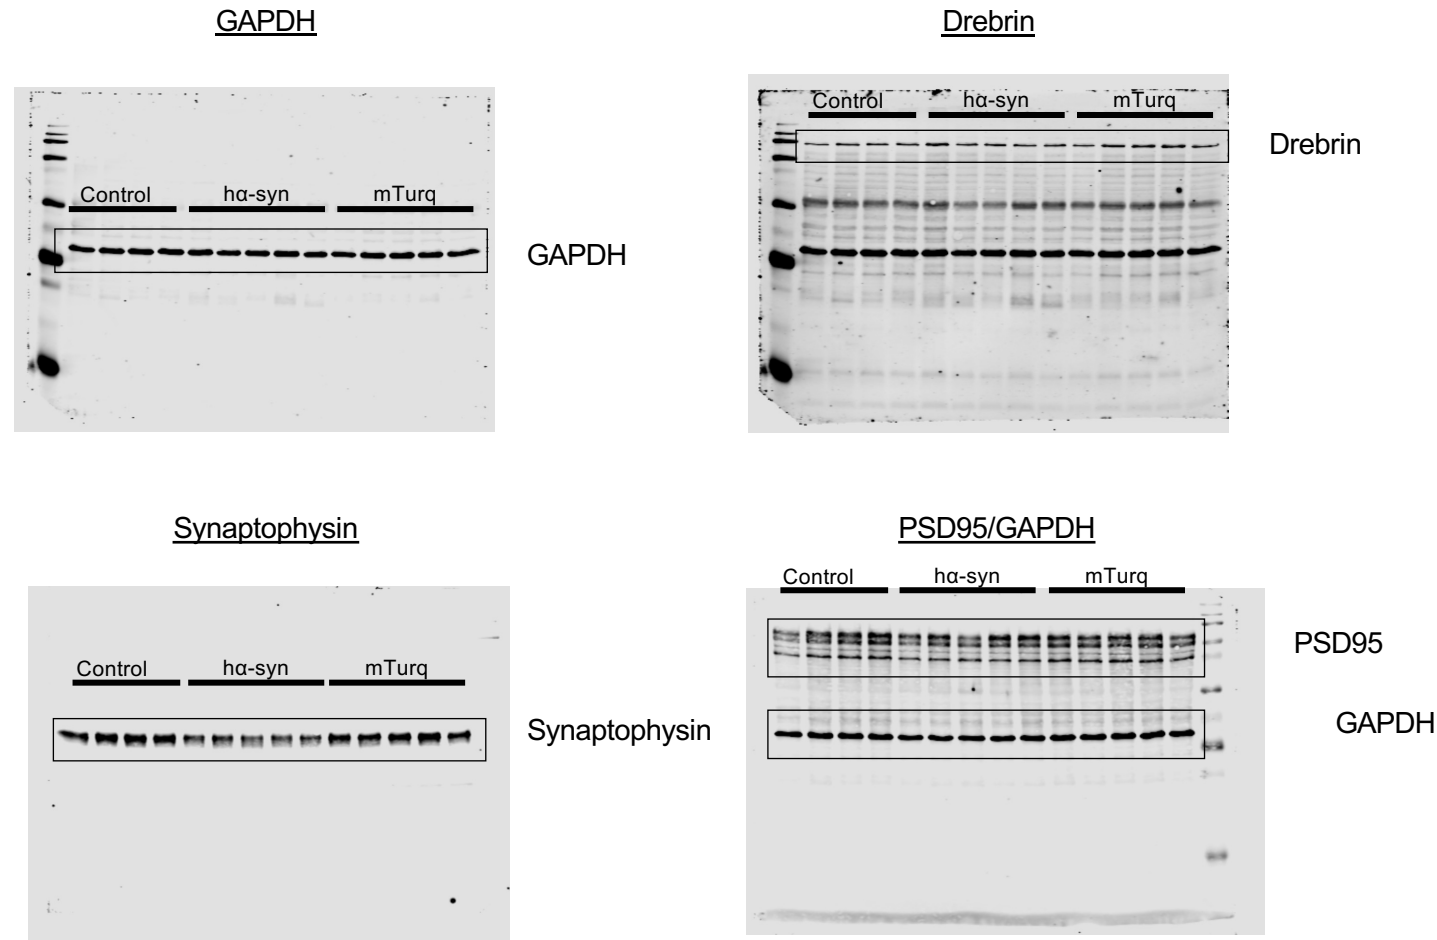 GAPDH
Control hα-syn mTurq
GAPDH
Drebrin
Control hα-syn mTurq
Drebrin
Synaptophysin
Control hα-syn mTurq
Synaptophysin
PSD95/GAPDH
Control hα-syn mTurq
PSD95
GAPDH